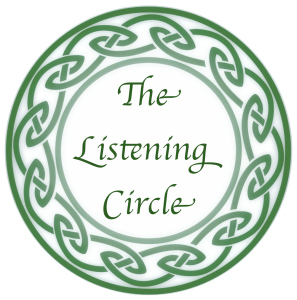 The
Listening
Circle